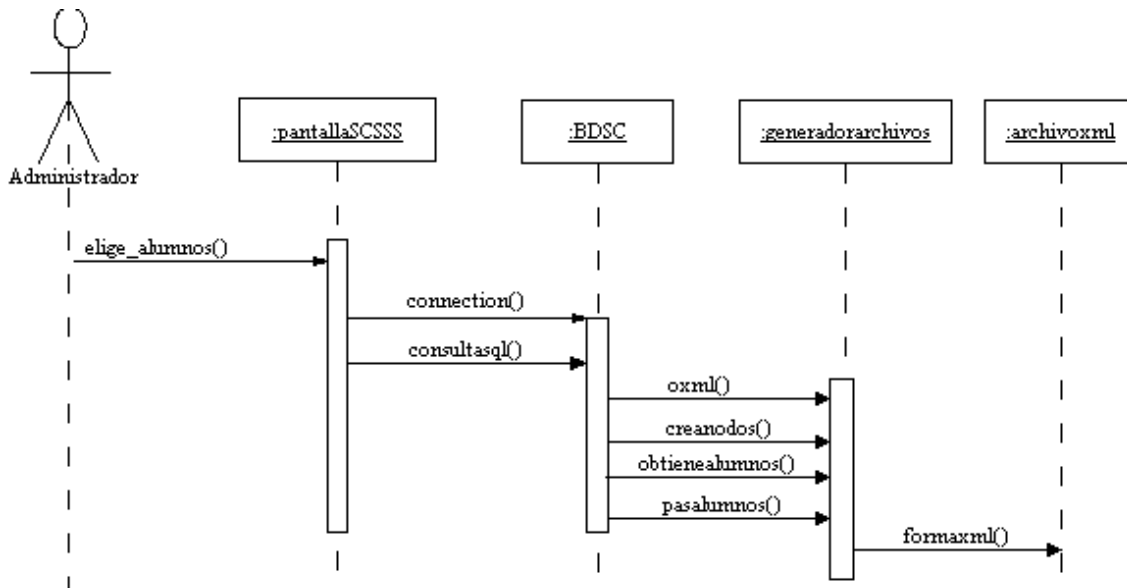 :pantallaSCSSS
:BDSC
:generadorarchivos
:archivoxml
Administrador
elige_alumnos()
connection()
consultasql()
oxml()
creanodos()
obtienealumnos()
pasalumnos()
formaxml()